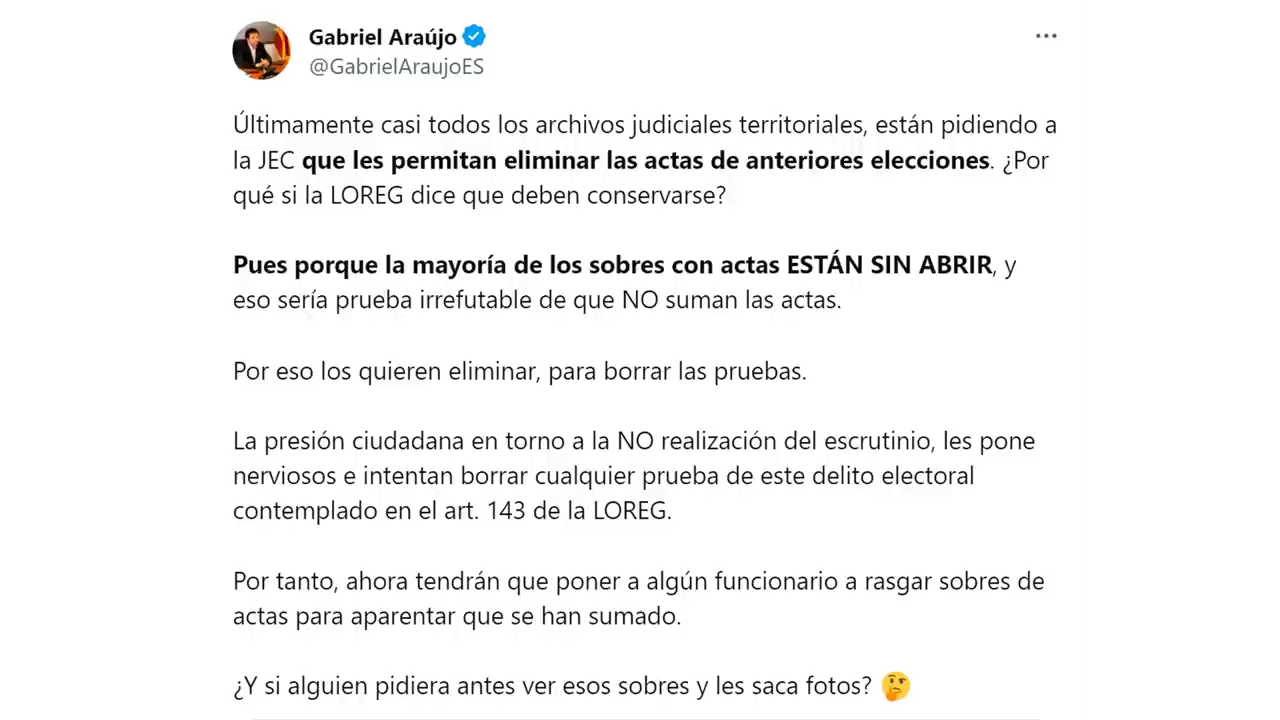 Gabriel Araújo
@GabrielAraujoES
Últimamente casi todos los archivos judiciales territoriales, están pidiendo a
la JEC que les permitan eliminar las actas de anteriores elecciones. ¿Por
qué si la LOREG dice que deben conservarse?
Pues porque la mayoría de los sobres con actas ESTÁN SIN ABRIR, y
eso sería prueba irrefutable de que NO suman las actas.
Por eso los quieren eliminar, para borrar las pruebas.
La presión ciudadana en torno a la NO realización del escrutinio, les pone
nerviosos e intentan borrar cualquier prueba de este delito electoral
contemplado en el art. 143 de la LOREG.
Por tanto, ahora tendrán que poner a algún funcionario a rasgar sobres de
actas para aparentar que se han sumado.
¿Y si alguien pidiera antes ver esos sobres y les saca fotos? 🤔